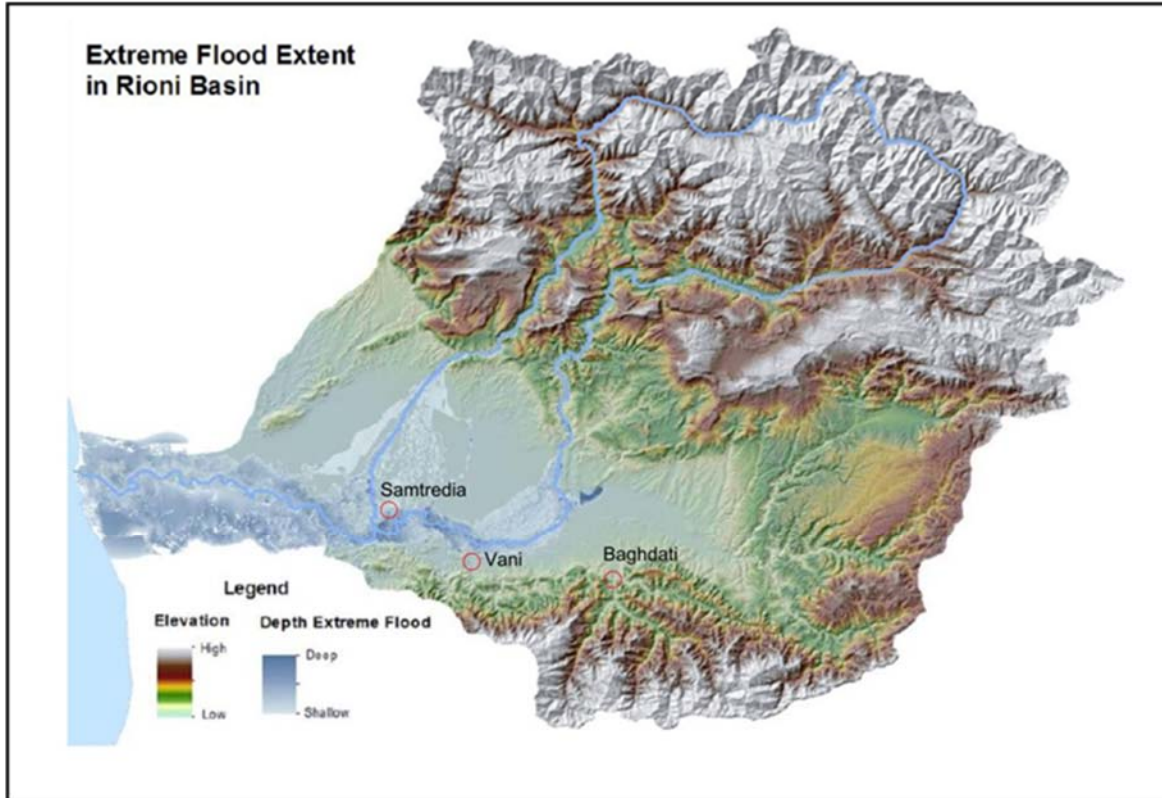 Extreme Flood Extent
in Rioni Basin
Samtredia
Vani
Baghdati
Legend
Elevation
High
Low
Depth Extreme Flood
Deep
Shallow